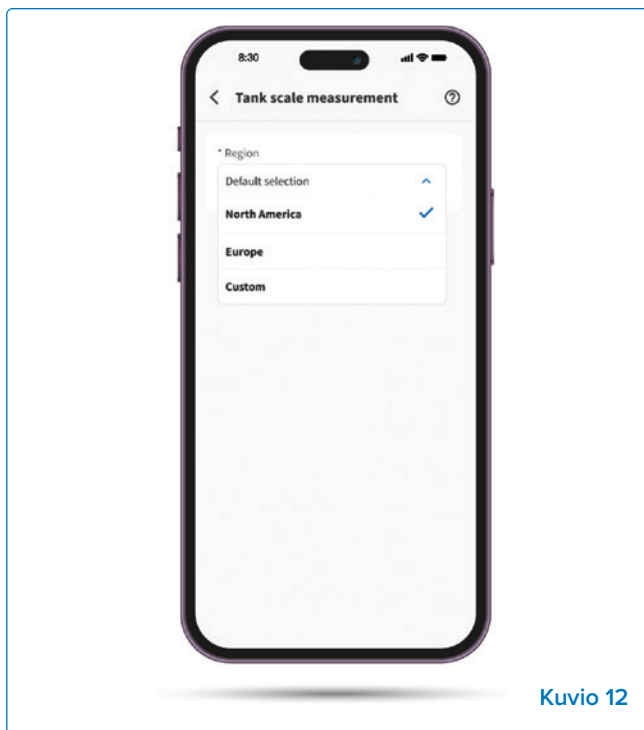 8:30
Tank scale measurement
* Region
Default selection
North America
Europe
Custom
Kuvio 12